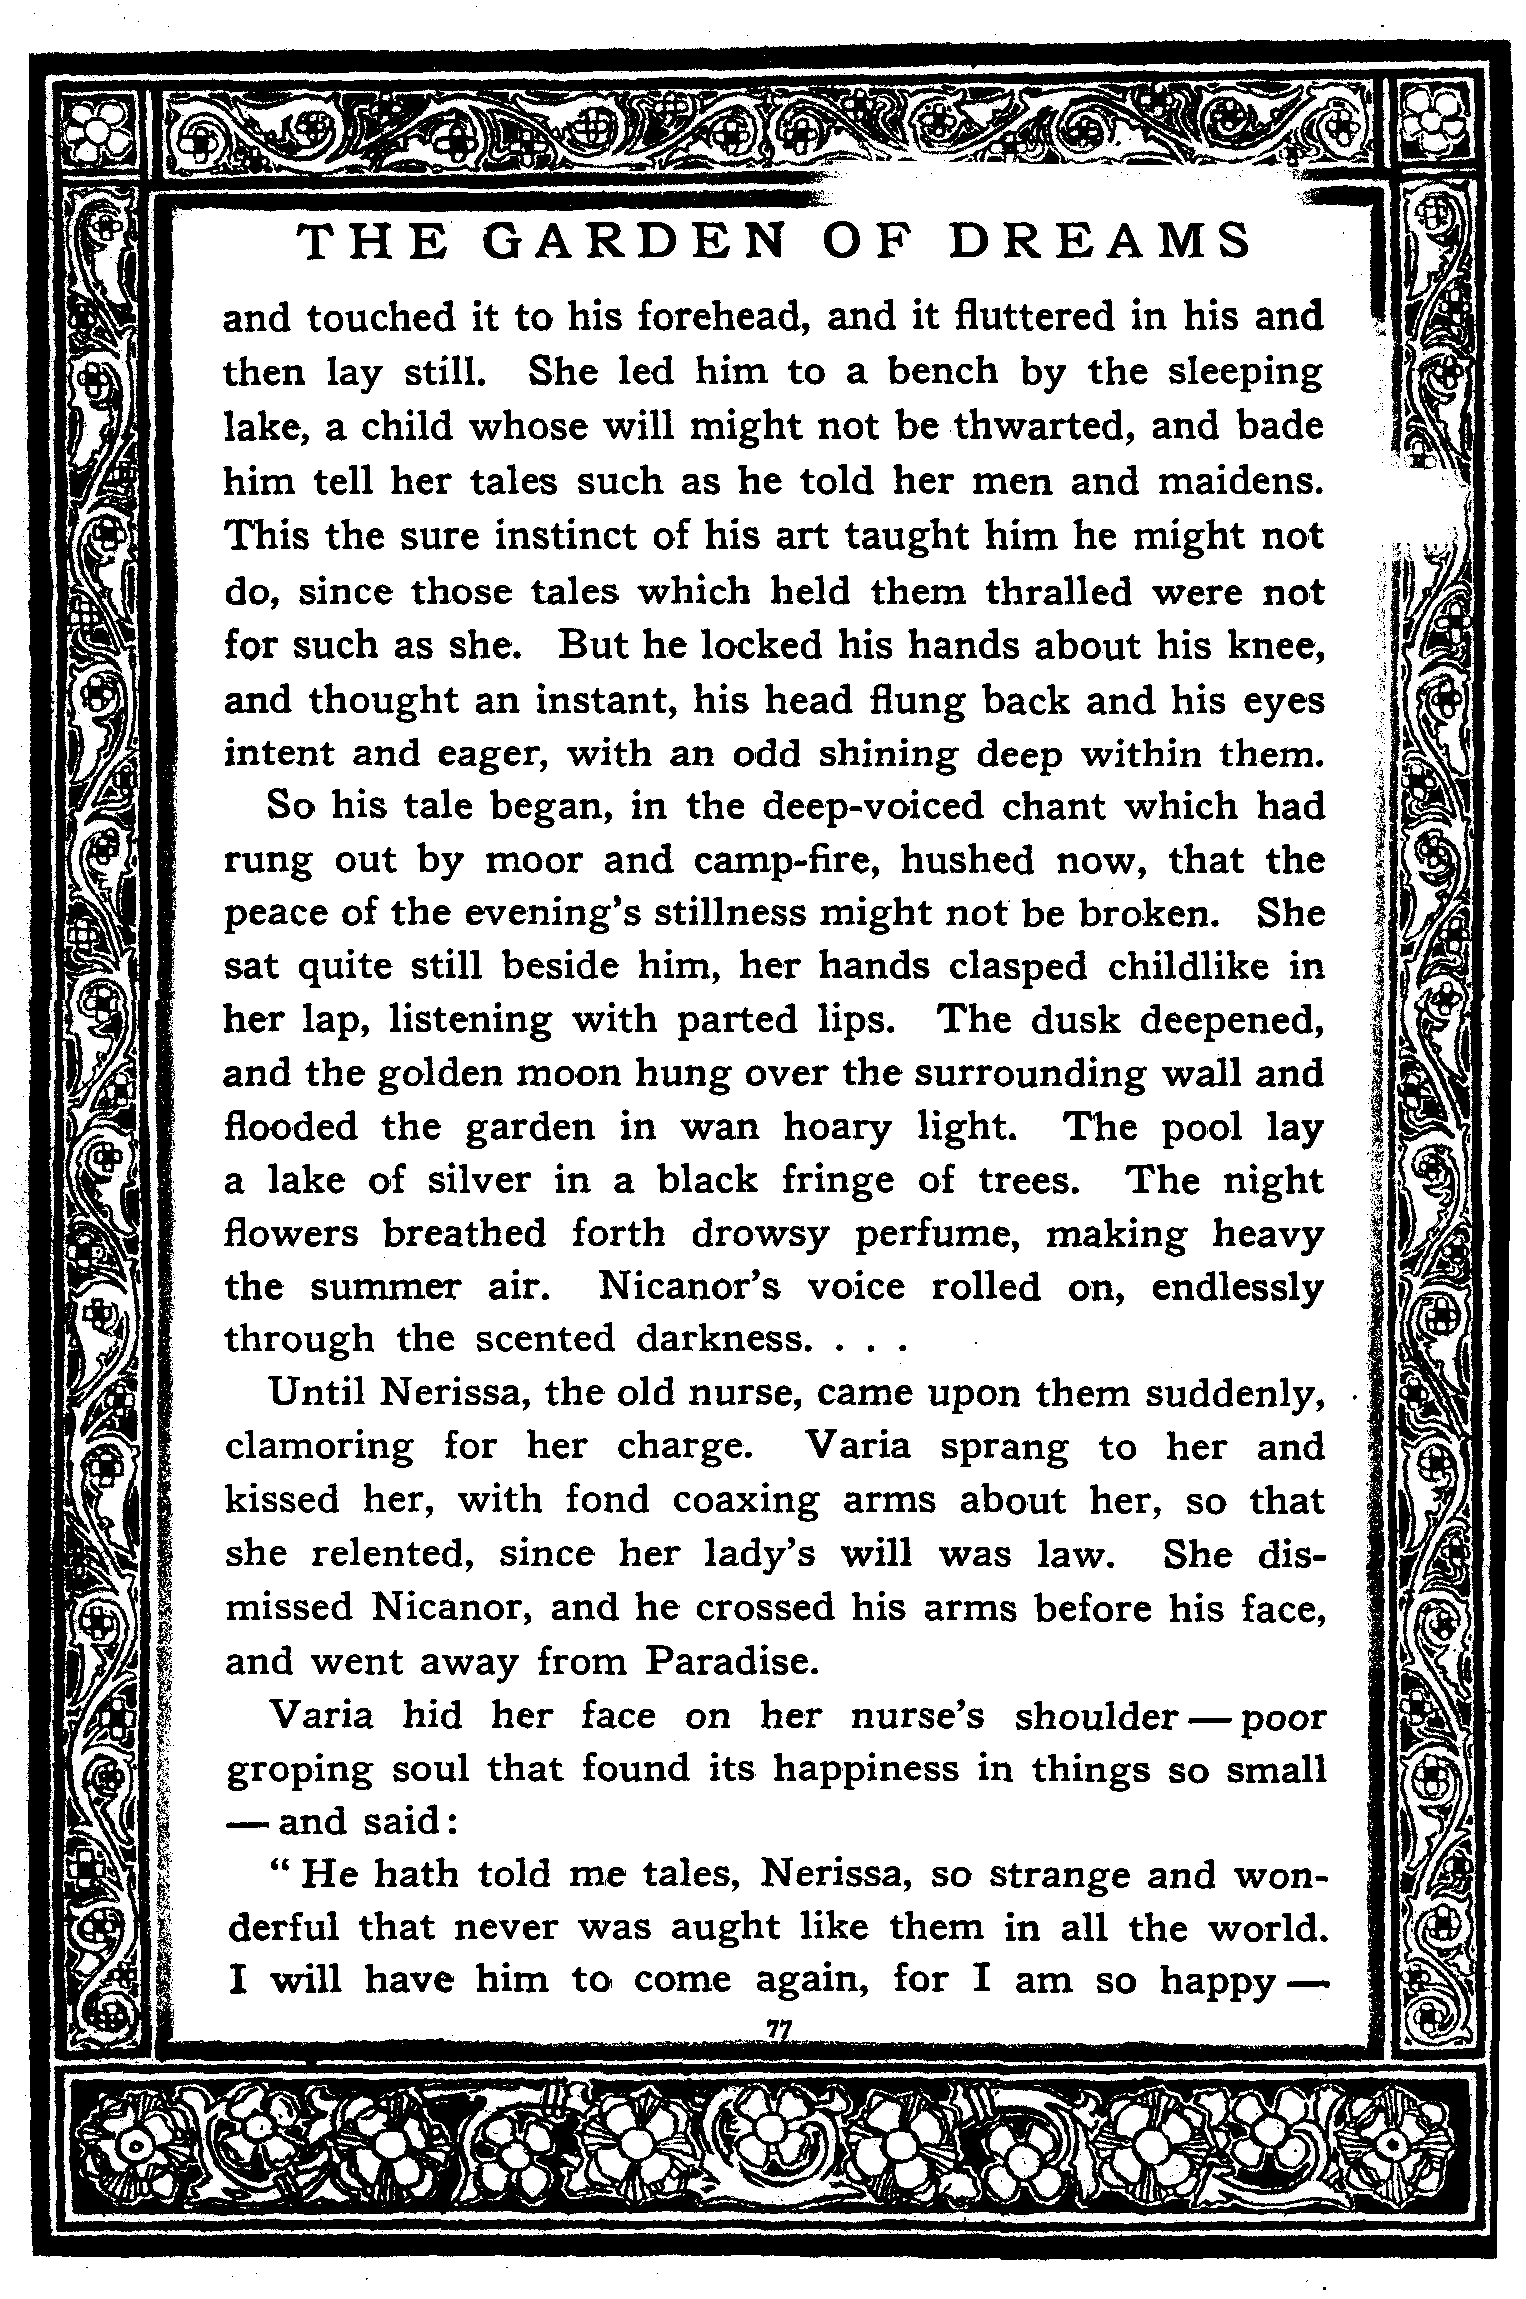 THE GARDEN OF DREAMS
and touched it to his forehead, and it fluttered in his and
then lay still. She led him to a bench by the sleeping
lake, a child whose will might not be thwarted, and bade
him tell her tales such as he told her men and maidens.
This the sure instinct of his art taught him he might not
do, since those tales which held them thralled were not
for such as she. But he locked his hands about his knee,
and thought an instant, his head flung back and his eyes
intent and eager, with an odd shining deep within them.
So his tale began, in the deep-voiced chant which had
rung out by moor and camp-fire, hushed now, that the
peace of the evening's stillness might not be broken. She
sat quite still beside him, her hands clasped childlike in
her lap, listening with parted lips. The dusk deepened,
and the golden moon hung over the surrounding wall and
flooded the garden in wan hoary light. The pool lay
a lake of silver in a black fringe of trees. The night
flowers breathed forth drowsy perfume, making heavy
the summer air. Nicanor's voice rolled on, endlessly
through the scented darkness. . . .
Until Nerissa, the old nurse, came upon them suddenly,
clamoring for her charge. Varia sprang to her and
kissed her, with fond coaxing arms about her, so that
she relented, since her lady's will was law. She dis-
missed Nicanor, and he crossed his arms before his face,
and went away from Paradise.
Varia hid her face on her nurse's shoulder — poor
groping soul that found its happiness in things so small
— and said:
“ He hath told me tales, Nerissa, so strange and won-
derful that never was aught like them in all the world.
I will have him to come again, for I am so happy —
77